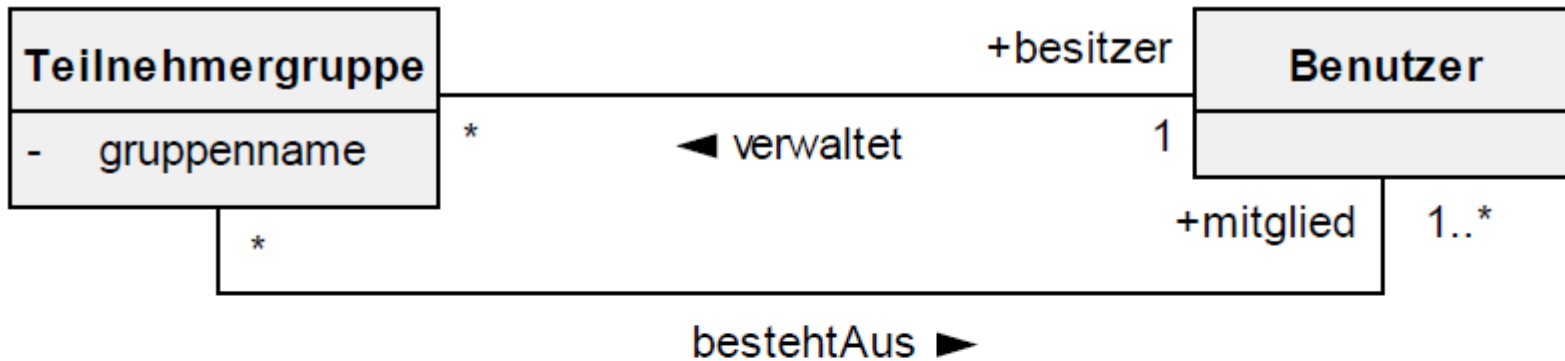 Teilnehmergruppe
- gruppenname
+besitzer
Benutzer
*
◄ verwaltet
1
*
+mitglied
1..*
bestehtAus ►